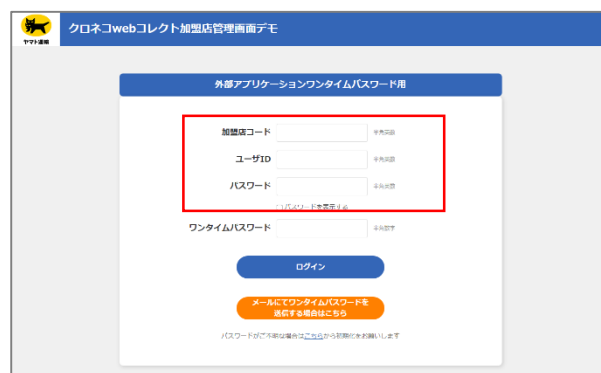 ヤマト運輸
クロネコwebコレクト加盟店管理画面デモ
外部アプリケーションワンタイムパスワード用
加盟店コード
半角英数
ユーザID
半角英数
パスワード
半角英数
パスワードを表示する
ワンタイムパスワード
半角数字
ログイン
メールにてワンタイムパスワードを
送信する場合はこちら
パスワードがご不明な場合はこちらから初期化をお願いします